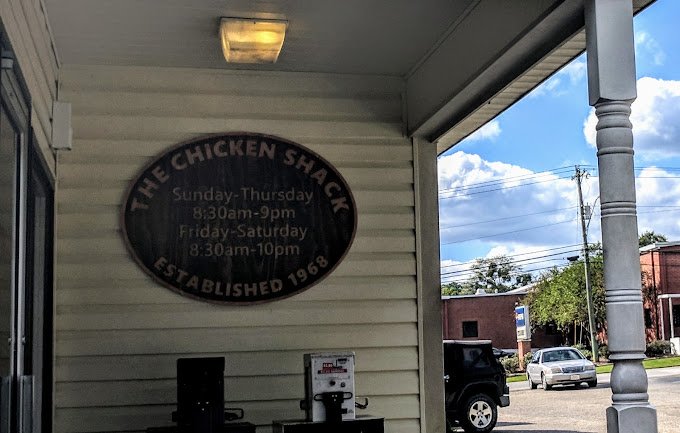 THE CHICKEN SHACK
Sunday-Thursday
8:30am-9pm
Friday-Saturday
8:30am-10pm
ESTABLISHED 1968